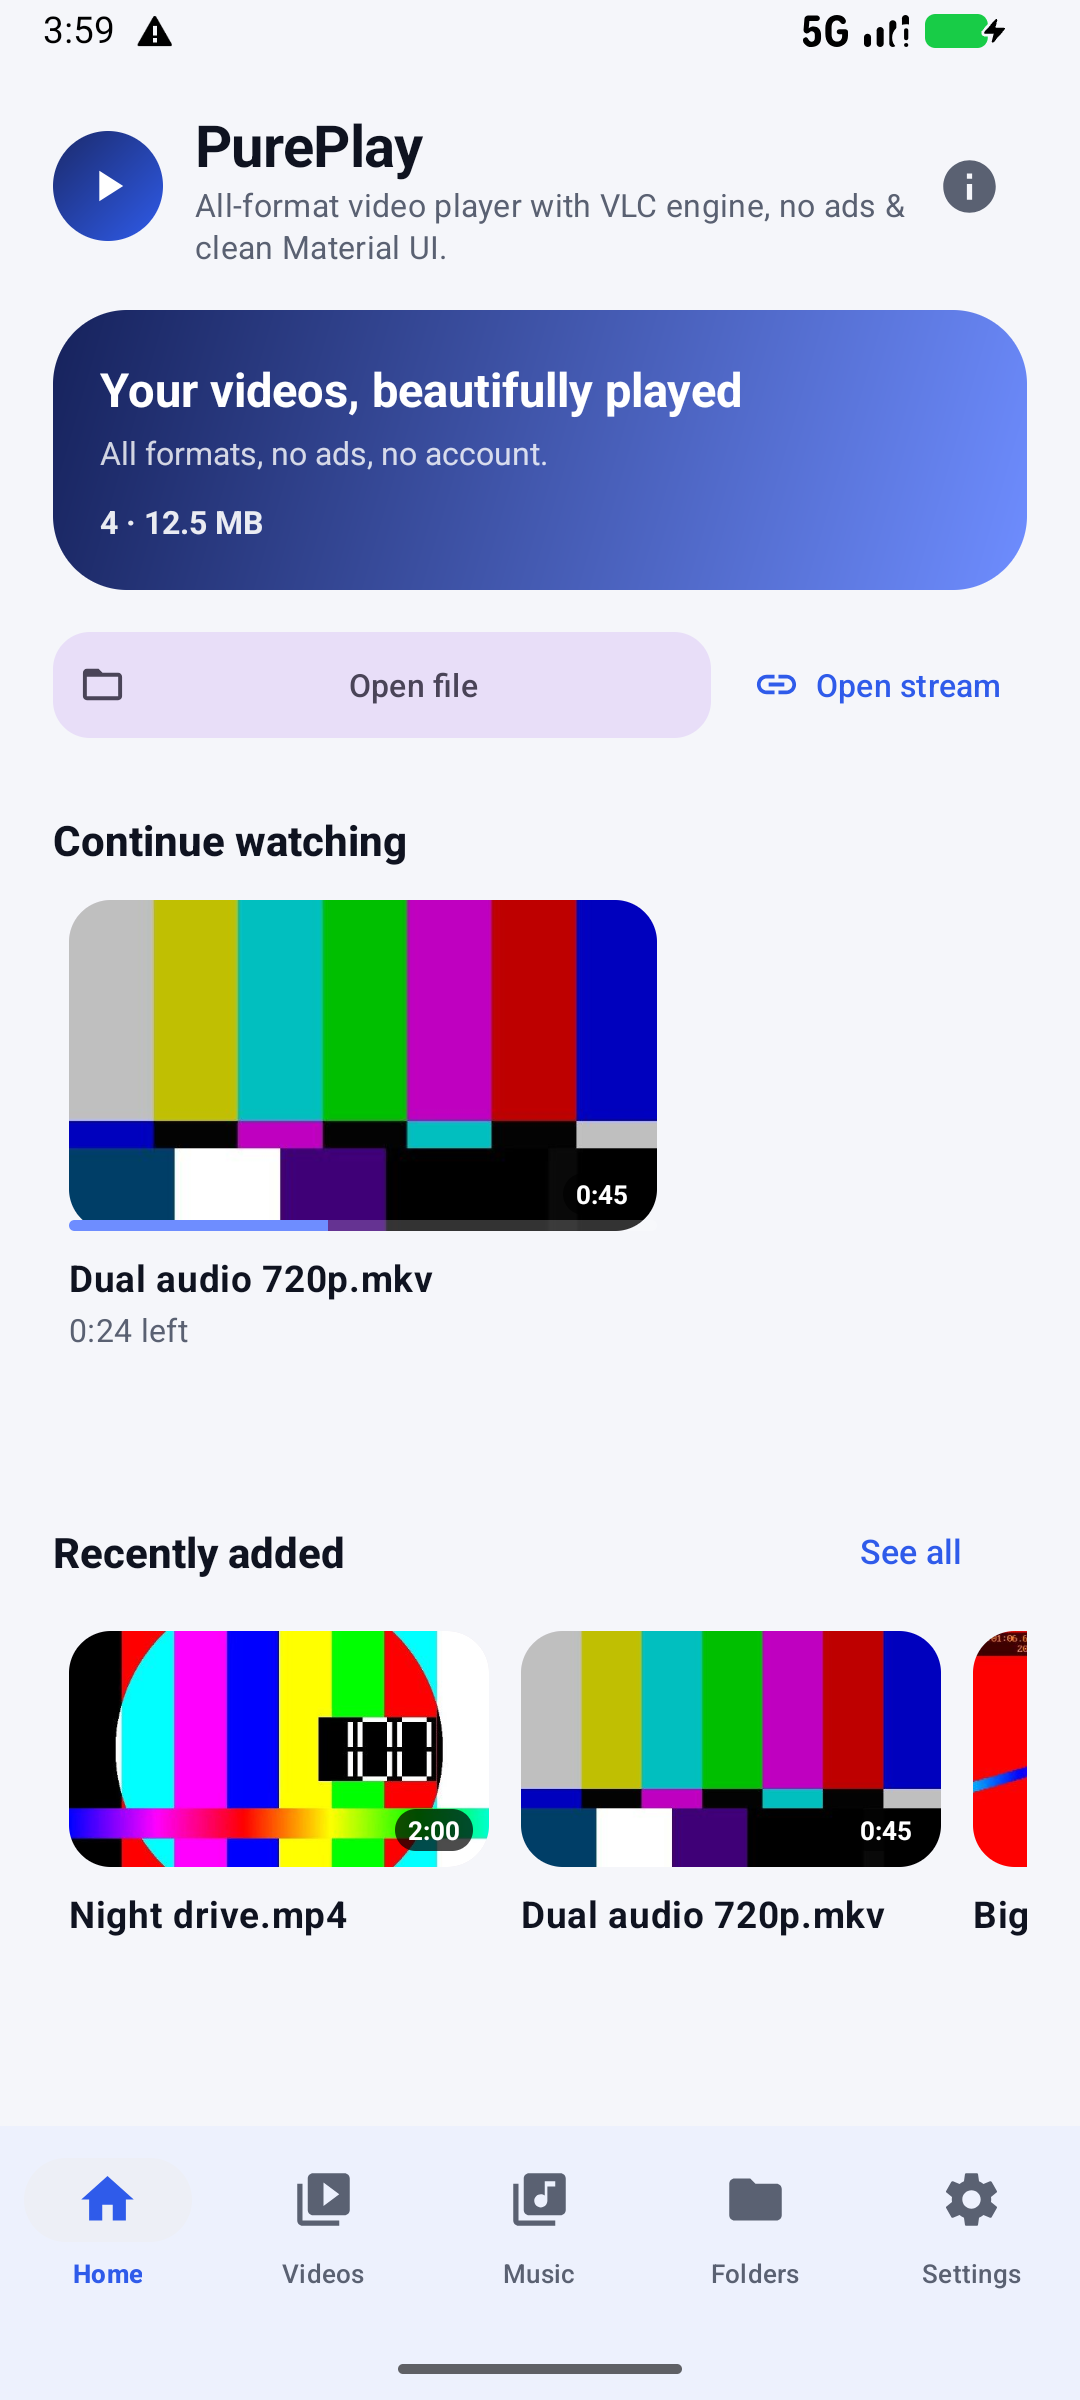 3:59
5G
PurePlay
All-format video player with VLC engine, no ads &
clean Material UI.
Your videos, beautifully played
All formats, no ads, no account.
4 · 12.5 MB
Open file
Open stream
Continue watching
0:45
Dual audio 720p.mkv
0:24 left
Recently added
See all
2:00
0:45
Night drive.mp4
Dual audio 720p.mkv
Big
Home
Videos
Music
Folders
Settings